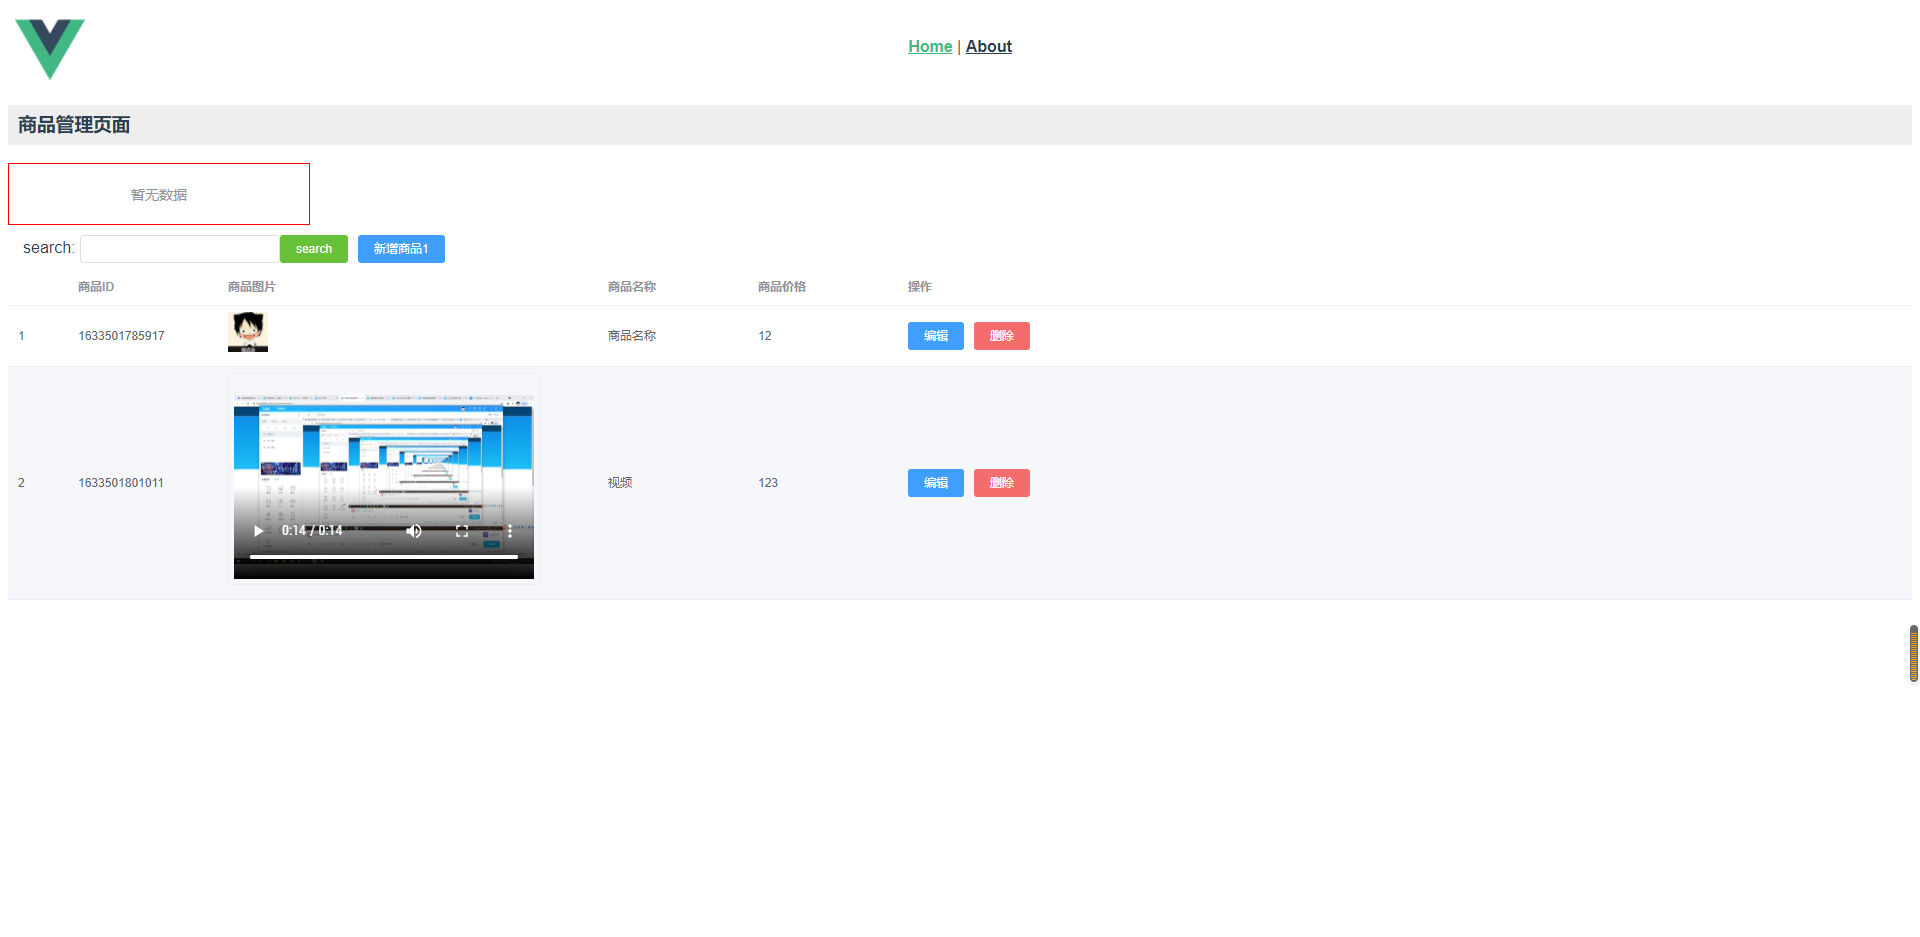 Home | About
商品管理页面
暂无数据
search: search 新增商品1
商品ID 商品图片 商品名称 商品价格 操作
1 1633501785917 商品名称 12 编辑 删除
2 1633501801011 视频 123 编辑 删除
0:14 / 0:14